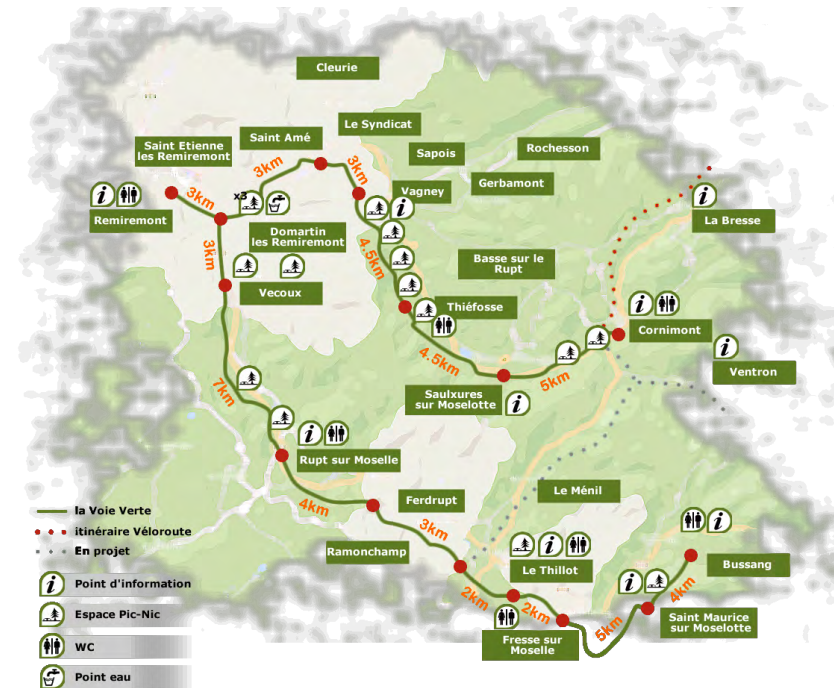 Cleurie
Le Syndicat
Saint Amé
Saint Etienne
les Remiremont
Rochesson
Sapois
Gerbamont
Vagney
3km
3km
3km
x3
Remiremont
La Bresse
Domartin
les Remiremont
3km
4.5km
Basse sur le
Rupt
Vecoux
Thiéfosse
Cornimont
4.5km
5km
Ventron
7km
Saulxures
sur Moselotte
Rupt sur Moselle
Le Ménil
Ferdrupt
4km
3km
Ramonchamp
Le Thillot
Bussang
2km
2km
4km
5km
Saint Maurice
sur Moselotte
Fresse sur
Moselle
la Voie Verte
itinéraire Véloroute
En projet
Point d'information
Espace Pic-Nic
WC
Point eau